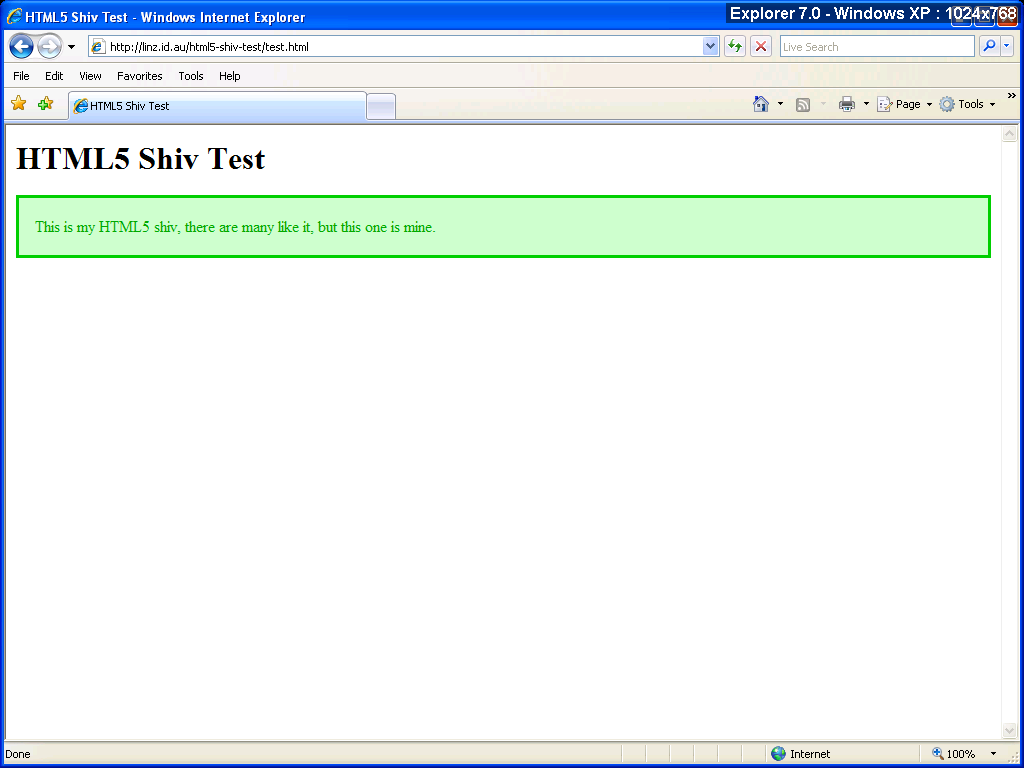 HTML5 Shiv Test - Windows Internet Explorer
Explorer 7.0 - Windows XP : 1024x768
http://linz.id.au/html5-shiv-test/test.html
Live Search
File Edit View Favorites Tools Help
HTML5 Shiv Test
Page
Tools
HTML5 Shiv Test
This is my HTML5 shiv, there are many like it, but this one is mine.
Done
Internet
100%